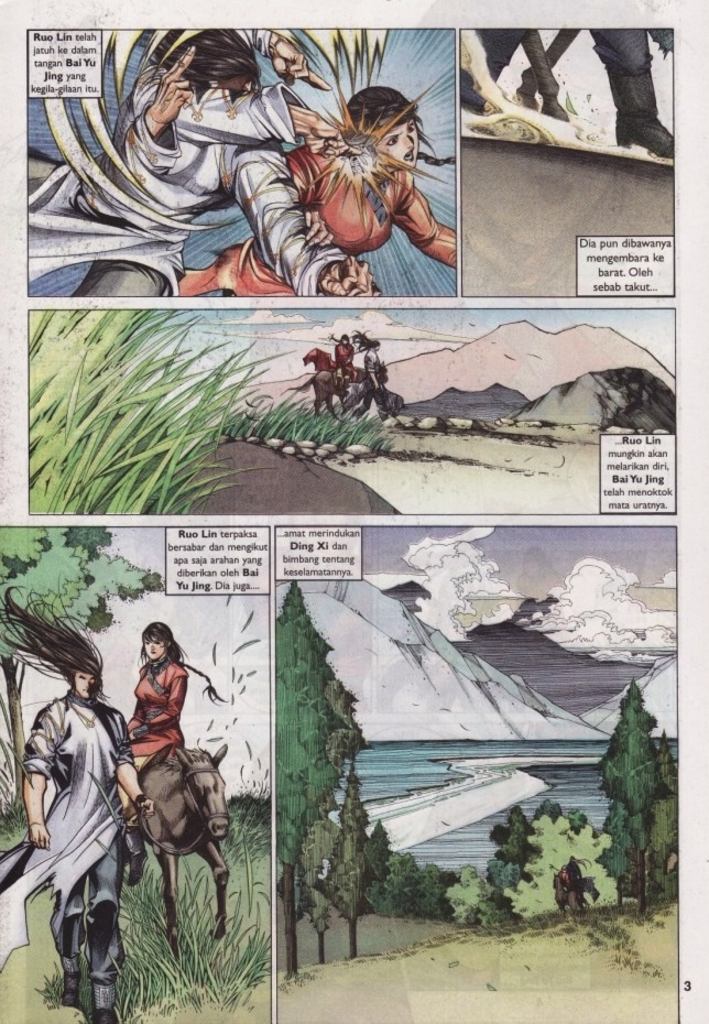 Ruo Lin telah
jatuh ke dalam
tangan Bai Yu
Jing yang
kegila-gilaan itu.
Dia pun dibawanya
mengembara ke
barat. Oleh
sebab takut...
...Ruo Lin
mungkin akan
melarikan diri,
Bai Yu Jing
telah menoktok
mata uratnya.
Ruo Lin terpaksa
bersabar dan mengikut
apa saja arahan yang
diberikan oleh Bai
Yu Jing. Dia juga....
...amat merindukan
Ding Xi dan
bimbang tentang
keselamatannya.
3